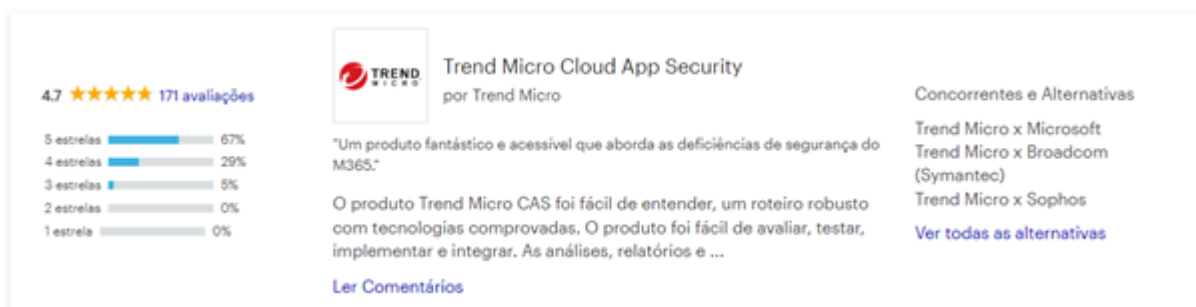 4.7 ★★★★★ 171 avaliações
5 estrelas 67%
4 estrelas 29%
3 estrelas 5%
2 estrelas 0%
1 estrela 0%
TREND
MICRO
Trend Micro Cloud App Security
por Trend Micro
"Um produto fantástico e acessível que aborda as deficiências de segurança do
M365."
O produto Trend Micro CAS foi fácil de entender, um roteiro robusto
com tecnologias comprovadas. O produto foi fácil de avaliar, testar,
implementar e integrar. As análises, relatórios e ...
Ler Comentários
Concorrentes e Alternativas
Trend Micro x Microsoft
Trend Micro x Broadcom
(Symantec)
Trend Micro x Sophos
Ver todas as alternativas